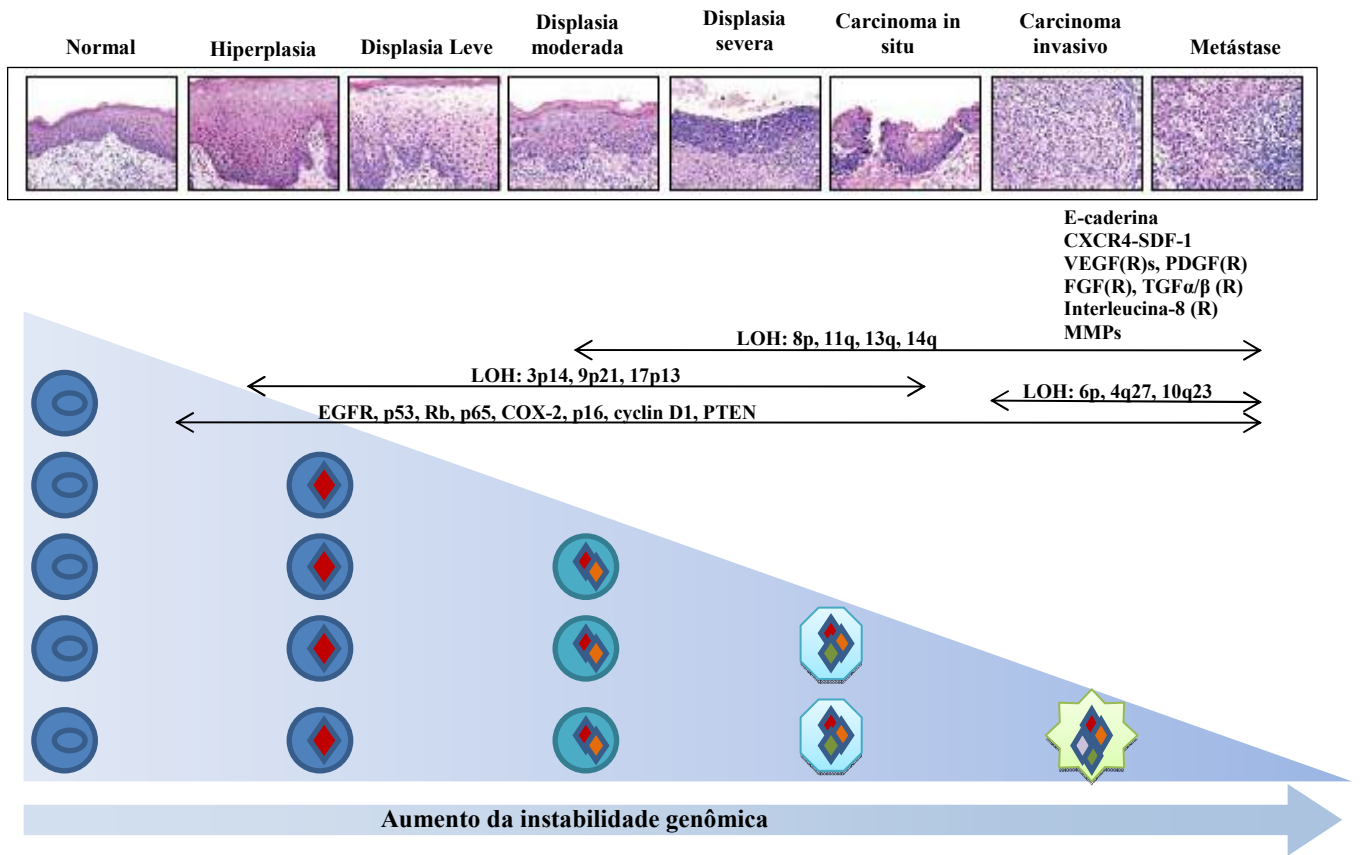 Normal
Hiperplasia
Displasia Leve
Displasia
moderada
Displasia
severa
Carcinoma in
situ
Carcinoma
invasivo
Metástase
E-caderina
CXCR4-SDF-1
VEGF(R)s, PDGF(R)
FGF(R), TGFα/β (R)
Interleucina-8 (R)
MMPs
LOH: 8p, 11q, 13q, 14q
LOH: 3p14, 9p21, 17p13
LOH: 6p, 4q27, 10q23
EGFR, p53, Rb, p65, COX-2, p16, cyclin D1, PTEN
Aumento da instabilidade genômica